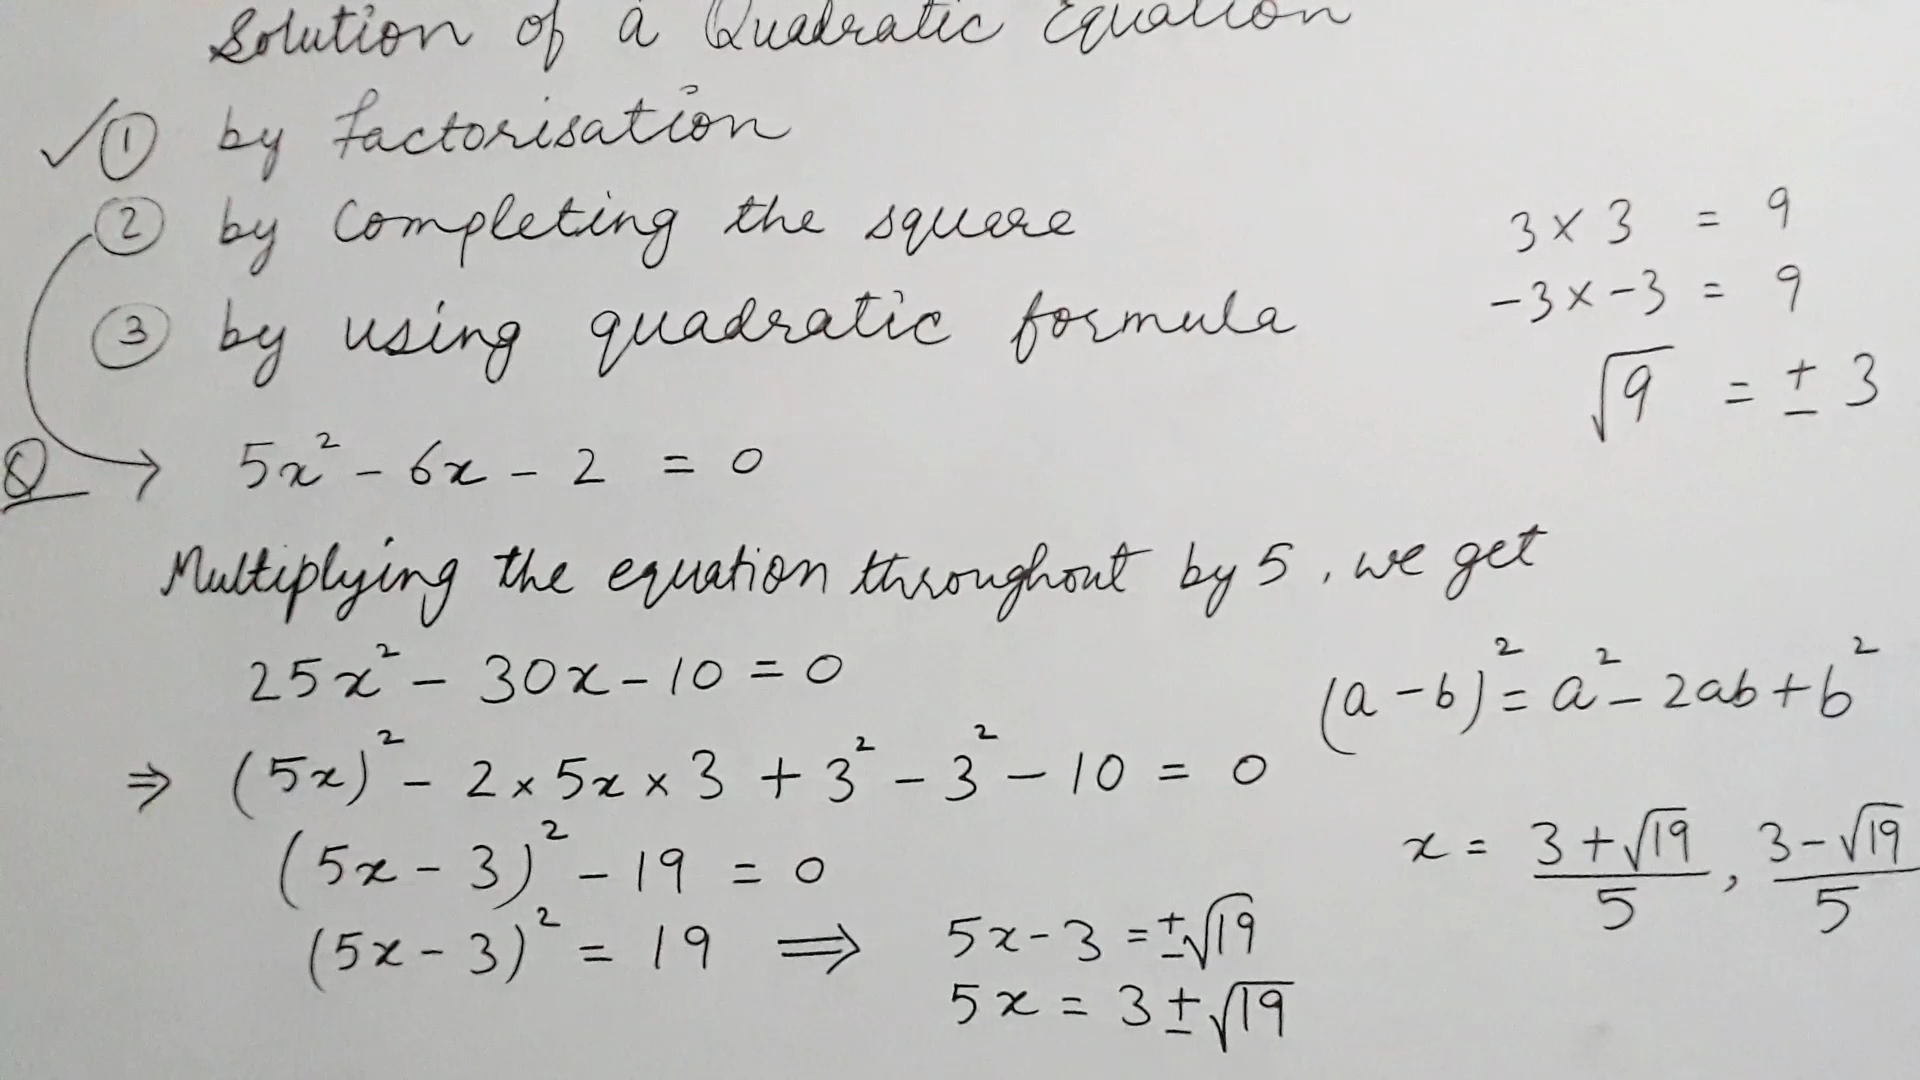 Solution of a Quadratic Equation
✓ ① by factorisation
② by completing the square
③ by using quadratic formula
3 × 3 = 9
-3 × -3 = 9
√9 = ± 3
Q → 5x² - 6x - 2 = 0
Multiplying the equation throughout by 5, we get
25x² - 30x - 10 = 0
(a - b)² = a² - 2ab + b²
⇒ (5x)² - 2 × 5x × 3 + 3² - 3² - 10 = 0
(5x - 3)² - 19 = 0
(5x - 3)² = 19 ⇒ 5x - 3 = ±√19
5x = 3 ± √19
x = (3 + √19)/5, (3 - √19)/5